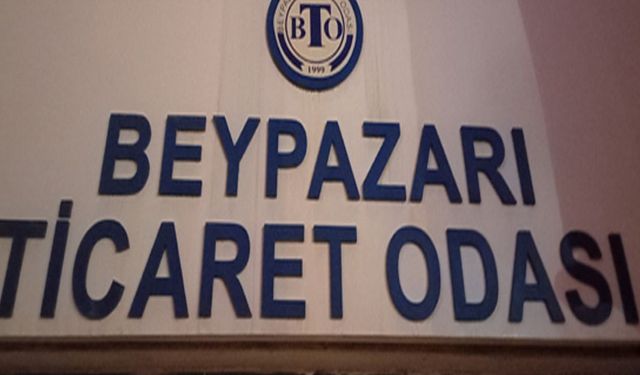 BTO
1999
BEYPAZARI
TİCARET ODASI